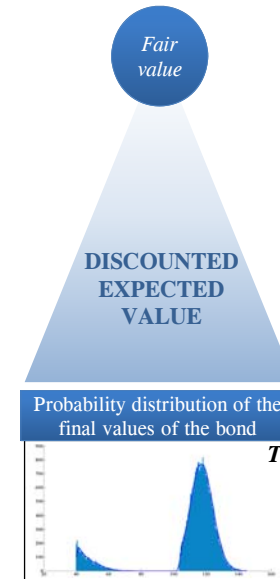 Fair
value
DISCOUNTED
EXPECTED
VALUE
Probability distribution of the
final values of the bond
T